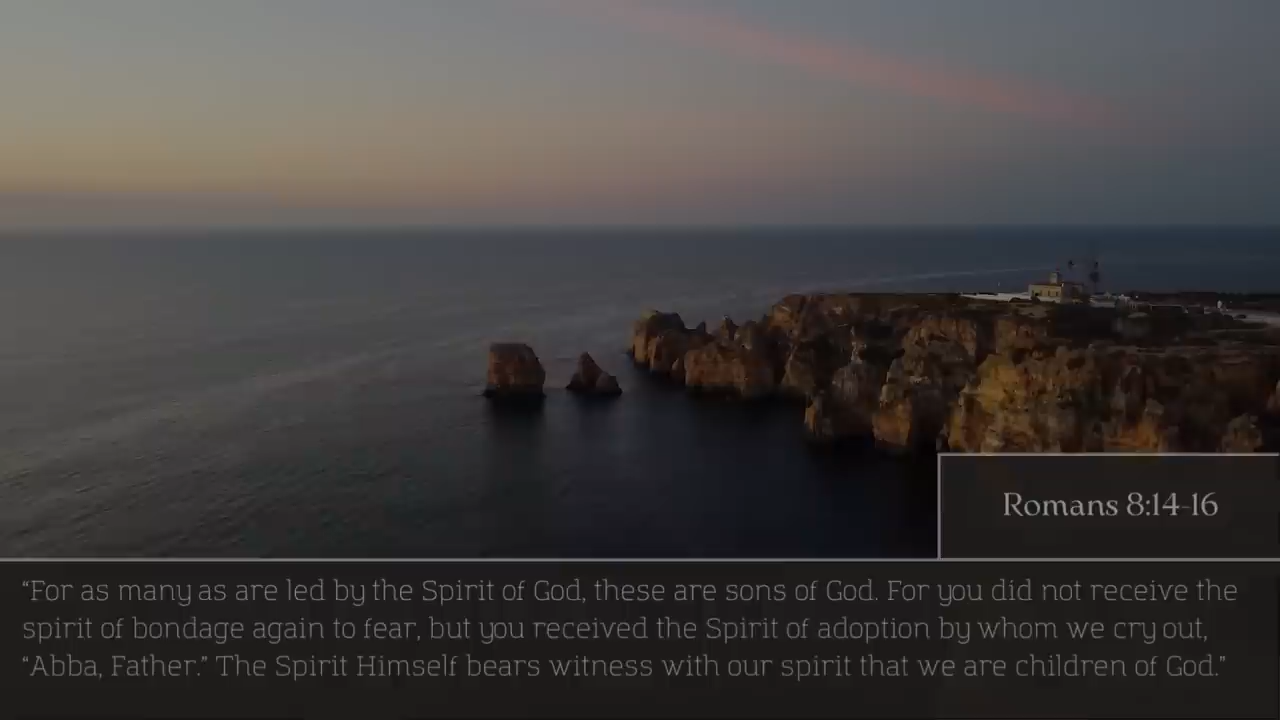 Romans 8:14-16
“For as many as are led by the Spirit of God, these are sons of God. For you did not receive the
spirit of bondage again to fear, but you received the Spirit of adoption by whom we cry out,
“Abba, Father.” The Spirit Himself bears witness with our spirit that we are children of God.”